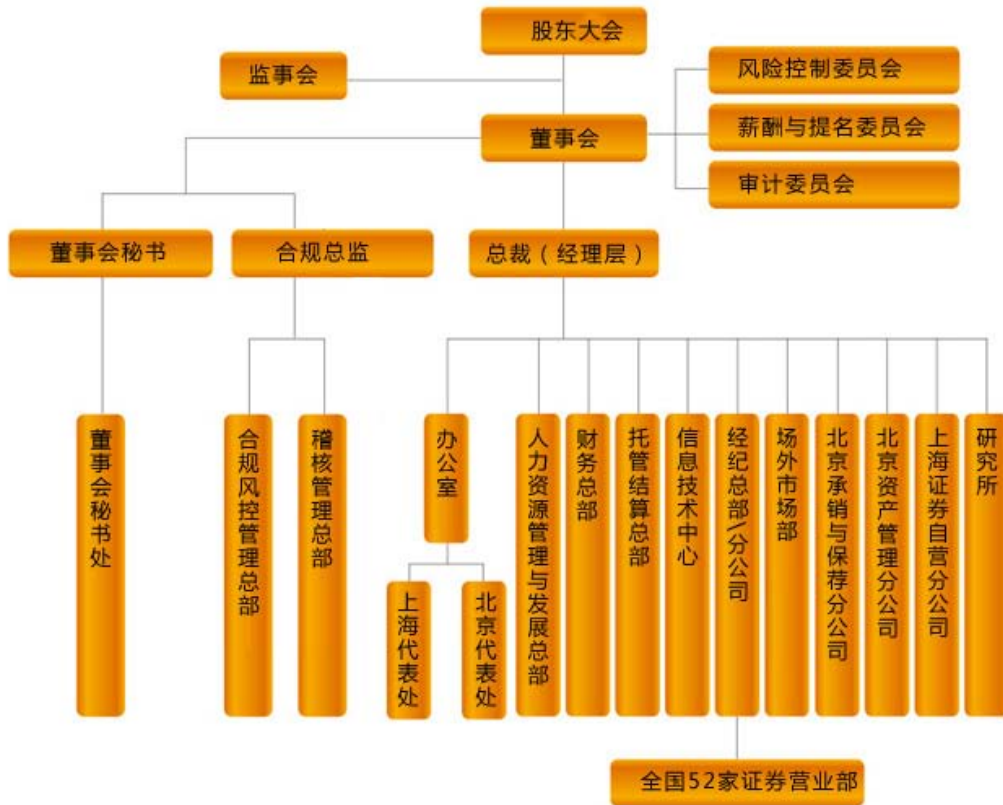 股东大会
监事会
风险控制委员会
董事会
薪酬与提名委员会
审计委员会
董事会秘书
合规总监
总裁（经理层）
董事会秘书处
合规风控管理总部
稽核管理总部
办公室
人力资源管理与发展总部
财务总部
托管结算总部
信息技术中心
经纪总部\分公司
场外市场部
北京承销与保荐分公司
北京资产管理分公司
上海证券自营分公司
研究所
上海代表处
北京代表处
全国52家证券营业部